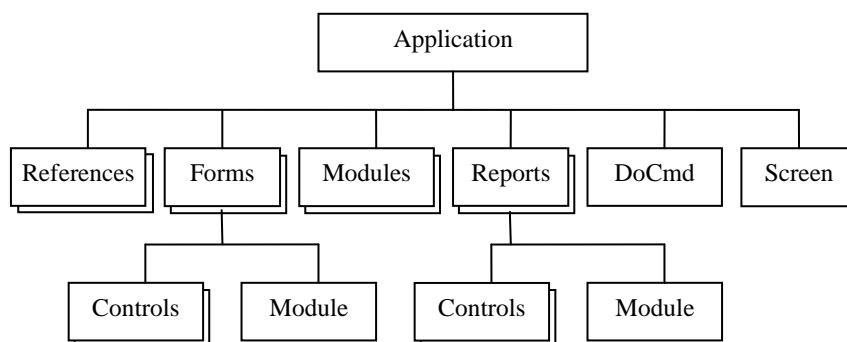 Application
References Forms Modules Reports DoCmd Screen
Controls Module Controls Module